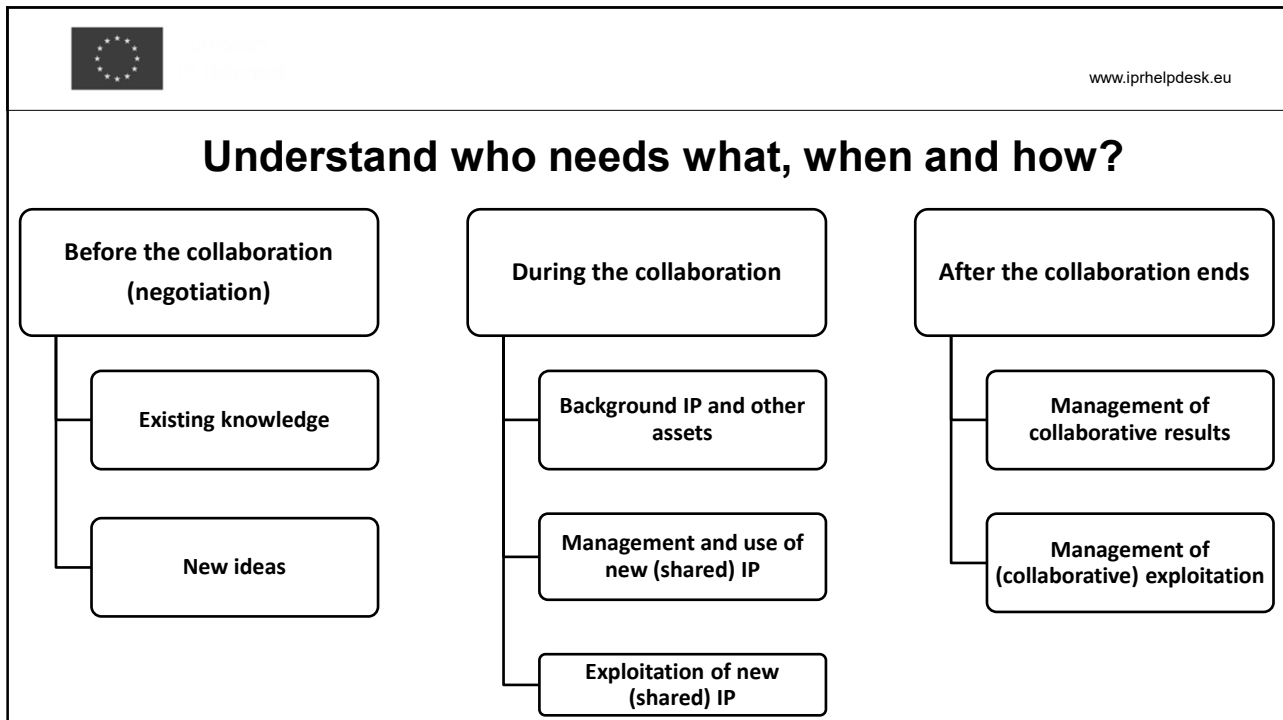 www.iprhelpdesk.eu
Understand who needs what, when and how?
Before the collaboration
(negotiation)
Existing knowledge
New ideas
During the collaboration
Background IP and other
assets
Management and use of
new (shared) IP
Exploitation of new
(shared) IP
After the collaboration ends
Management of
collaborative results
Management of
(collaborative) exploitation